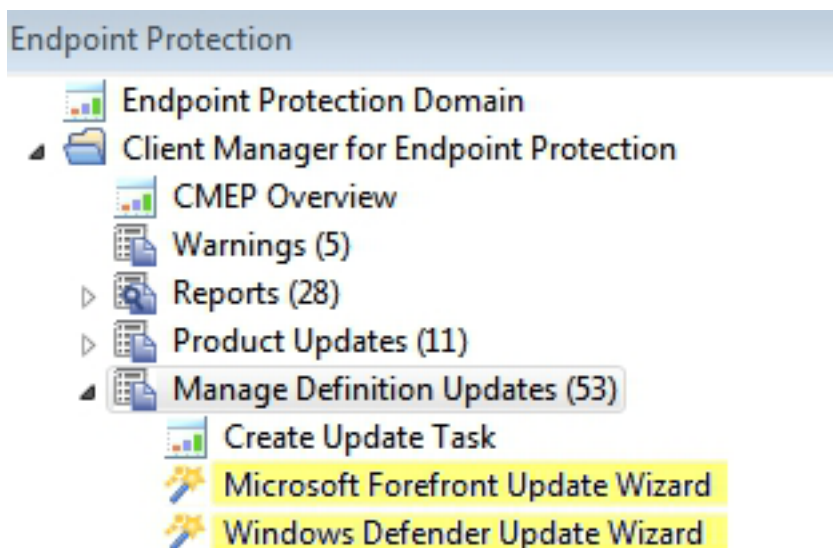 Endpoint Protection
Endpoint Protection Domain
Client Manager for Endpoint Protection
CMEP Overview
Warnings (5)
Reports (28)
Product Updates (11)
Manage Definition Updates (53)
Create Update Task
Microsoft Forefront Update Wizard
Windows Defender Update Wizard